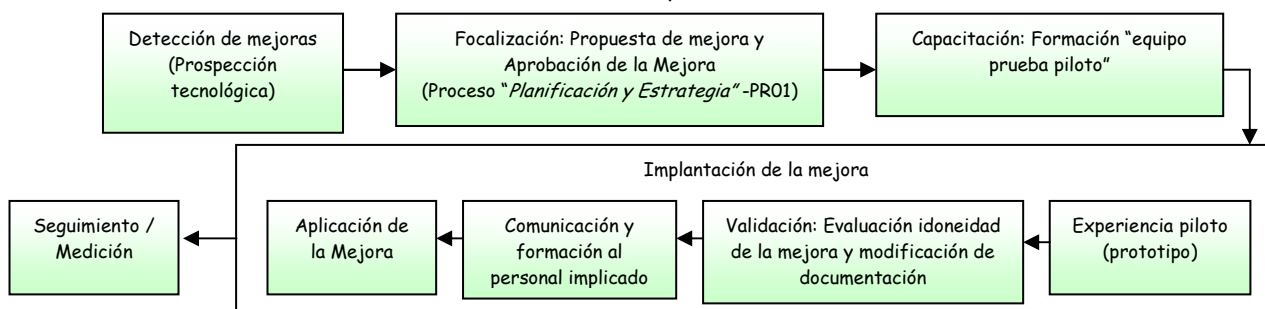 Detección de mejoras
(Prospección
tecnológica)
Focalización: Propuesta de mejora y
Aprobación de la Mejora
(Proceso “Planificación y Estrategia” -PR01)
Capacitación: Formación “equipo
prueba piloto”
Implantación de la mejora
Experiencia piloto
(prototipo)
Validación: Evaluación idoneidad
de la mejora y modificación de
documentación
Comunicación y
formación al
personal implicado
Aplicación de
la Mejora
Seguimiento /
Medición